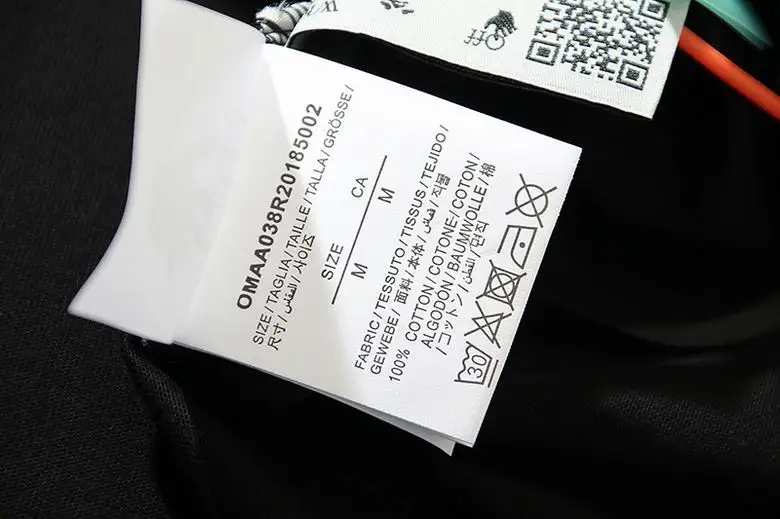 OMAA038R20185002
SIZE/TAGLIA/TAILLE/TALLA/GRÖSSE/
尺寸/المقاس/사이즈
SIZE CA
M M
FABRIC/TESSUTO/TISSUS/TEJIDO/
GEWEBE/面料/本体/قماش/직물
100% COTTON/COTONE/COTON/
ALGODÓN/BAUMWOLLE/棉
/コットン/القطن/면직
30